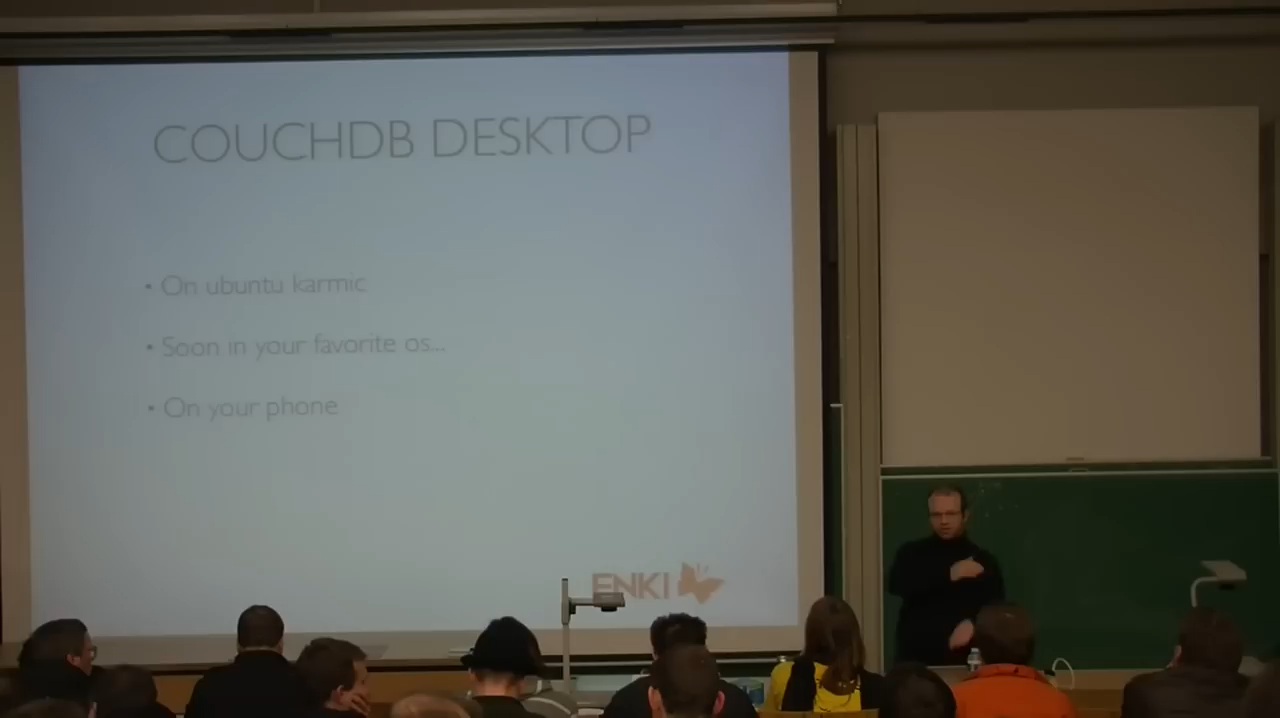 COUCHDB DESKTOP
• On ubuntu karmic
• Soon in your favorite os...
• On your phone
ENKI